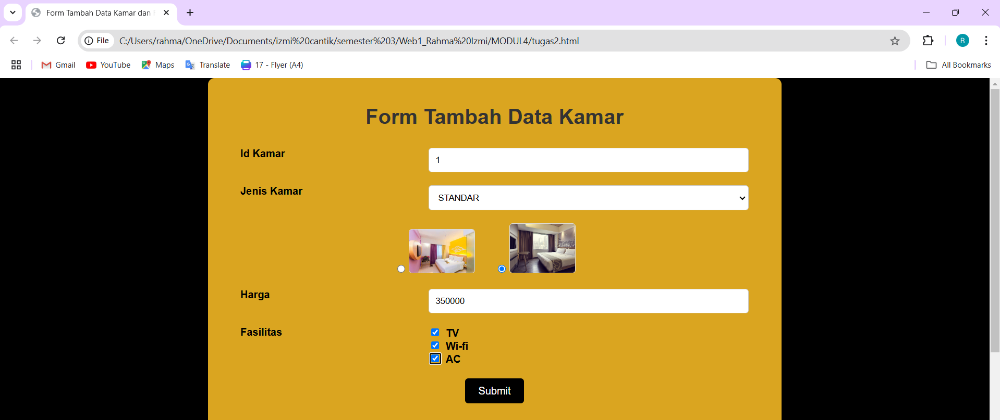 Form Tambah Data Kamar dan
File
C:/Users/rahma/OneDrive/Documents/izmi%20cantik/semester%203/Web1_Rahma%20Izmi/MODUL4/tugas2.html
R
Gmail
YouTube
Maps
Translate
17 - Flyer (A4)
All Bookmarks
Form Tambah Data Kamar
Id Kamar
1
Jenis Kamar
STANDAR
Harga
350000
Fasilitas
TV
Wi-fi
AC
Submit